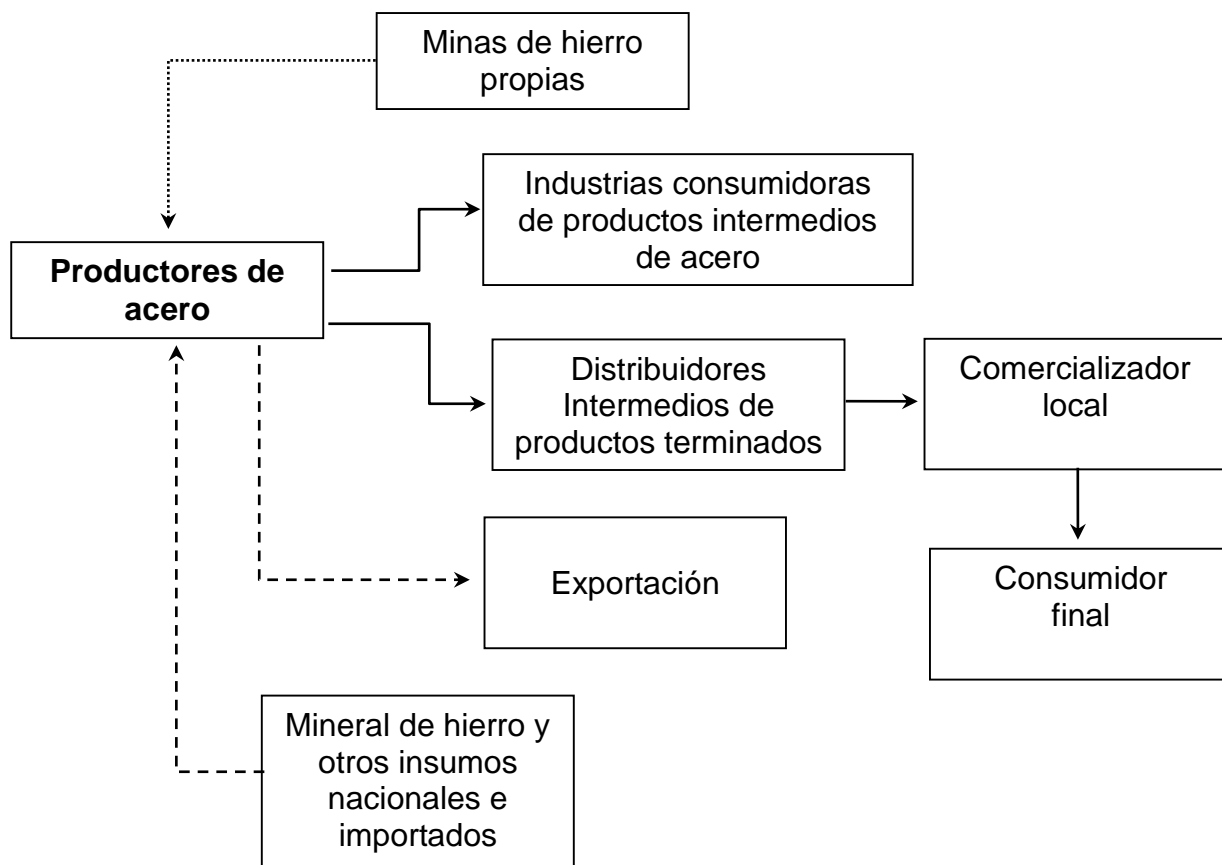 Minas de hierro
propias
Industrias consumidoras
de productos intermedios
de acero
Productores de
acero
Distribuidores
Intermedios de
productos terminados
Comercializador
local
Exportación
Consumidor
final
Mineral de hierro y
otros insumos
nacionales e
importados